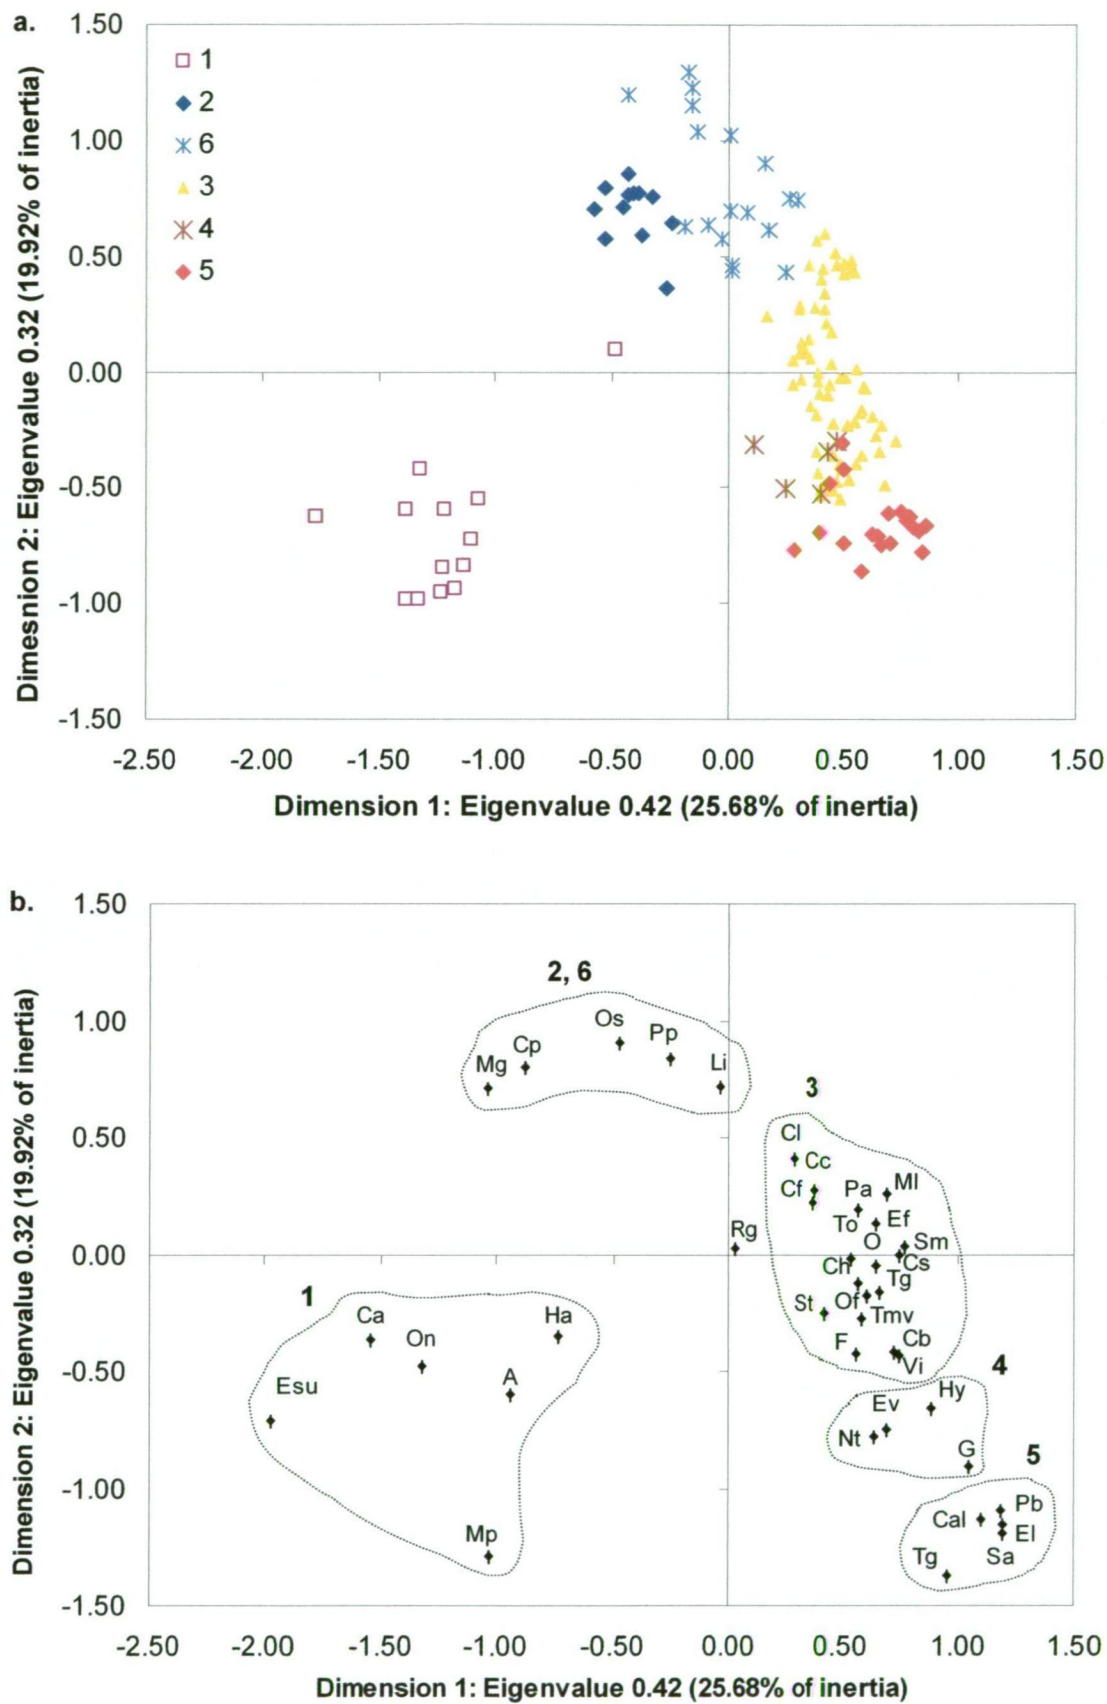 a.
1.50
1.00
0.50
0.00
-0.50
-1.00
-1.50
Dimesnion 2: Eigenvalue 0.32 (19.92% of inertia)
1
2
6
3
4
5
-2.50 -2.00 -1.50 -1.00 -0.50 0.00 0.50 1.00 1.50
Dimension 1: Eigenvalue 0.42 (25.68% of inertia)
b.
1.50
1.00
0.50
0.00
-0.50
-1.00
-1.50
Dimension 2: Eigenvalue 0.32 (19.92% of inertia)
2, 6
Os
Pp
Cp
Mg
Li
3
Cl
Cc
Cf
Pa
Ml
To
Ef
Rg
O
Sm
Ch
Cs
Tg
St
Of
Tmv
F
Cb
Vi
1
Ca
Ha
On
A
Esu
Mp
4
Hy
Ev
Nt
G
5
Pb
Cal
El
Tg
Sa
-2.50 -2.00 -1.50 -1.00 -0.50 0.00 0.50 1.00 1.50
Dimension 1: Eigenvalue 0.42 (25.68% of inertia)